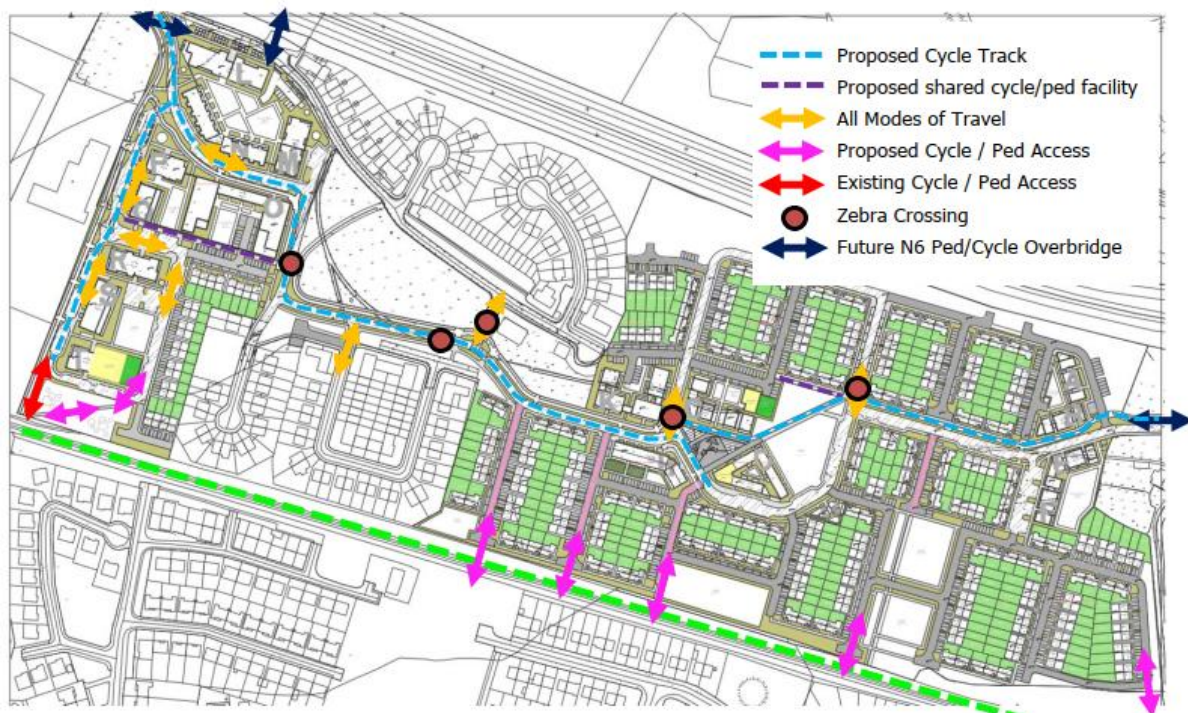 Proposed Cycle Track
Proposed shared cycle/ped facility
All Modes of Travel
Proposed Cycle / Ped Access
Existing Cycle / Ped Access
Zebra Crossing
Future N6 Ped/Cycle Overbridge
L
M
P
O